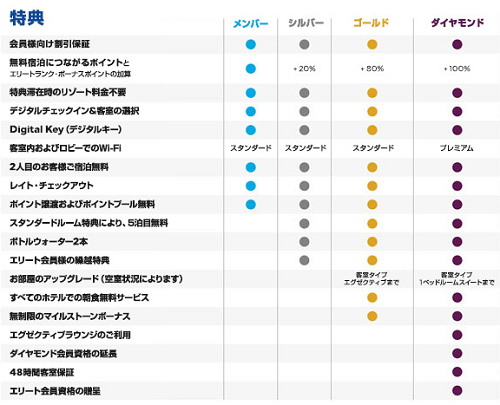 特典
メンバー シルバー ゴールド ダイヤモンド
会員様向け割引保証
無料宿泊につながるポイントと
エリートランク・ボーナスポイントの加算 +20% +80% +100%
特典滞在時のリゾート料金不要
デジタルチェックイン&客室の選択
Digital Key (デジタルキー)
客室内およびロビーでのWi-Fi スタンダード スタンダード スタンダード プレミアム
2人目のお客様ご宿泊無料
レイト・チェックアウト
ポイント譲渡およびポイントプール無料
スタンダードルーム特典により、5泊目無料
ボトルウォーター2本
エリート会員様の繰越特典
お部屋のアップグレード (空室状況によります) 客室タイプ 客室タイプ
エグゼクティブまで 1ベッドルームスイートまで
すべてのホテルでの朝食無料サービス
無制限のマイルストーンボーナス
エグゼクティブラウンジのご利用
ダイヤモンド会員資格の延長
48時間客室保証
エリート会員資格の贈呈